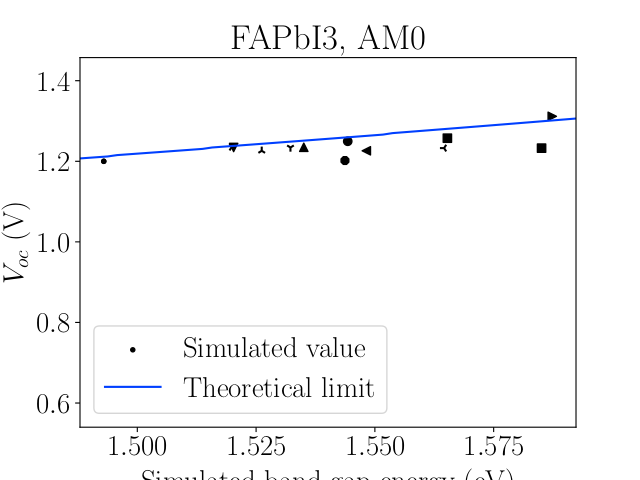 FAPbI3, AM0
1.4
1.2
1.0
0.8
0.6
V_oc (V)
Simulated value
Theoretical limit
1.500 1.525 1.550 1.575
Simulated band gap energy (eV)